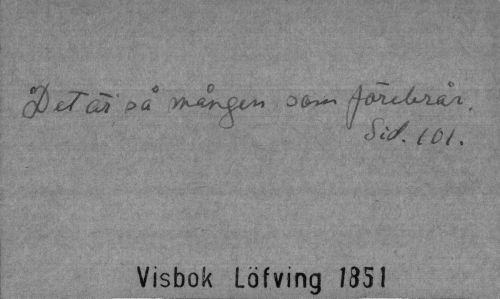 Det är så mången som förebrår.
Sid. 101.
Visbok Löfving 1851